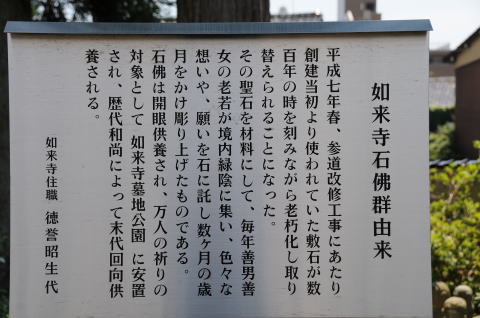 如来寺石佛群由来
平成七年春、参道改修工事にあたり
創建当初より使われていた敷石が数
百年の時を刻みながら老朽化し取り
替えられることになった。
その聖石を材料にして、毎年善男善
女の老若が境内緑陰に集い、色々な
想いや、願いを石に託し数ヶ月の歳
月をかけ彫り上げたものである。
石佛は開眼供養され、万人の祈りの
対象として 如来寺墓地公園 に安置
され、歴代和尚によって末代回向供
養される。
如来寺住職 徳誉昭生代